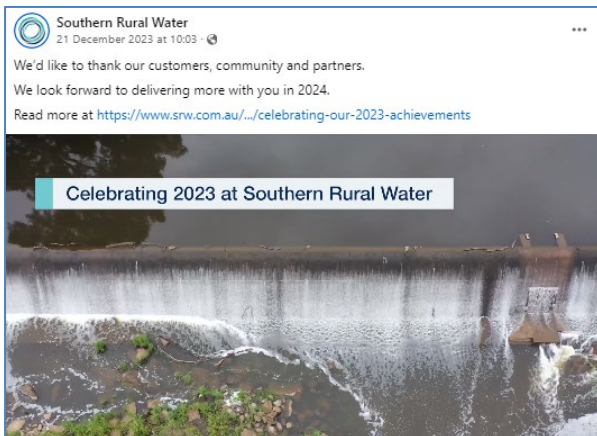 Southern Rural Water
21 December 2023 at 10:03 ·
We'd like to thank our customers, community and partners.
We look forward to delivering more with you in 2024.
Read more at https://www.srw.com.au/.../celebrating-our-2023-achievements
Celebrating 2023 at Southern Rural Water